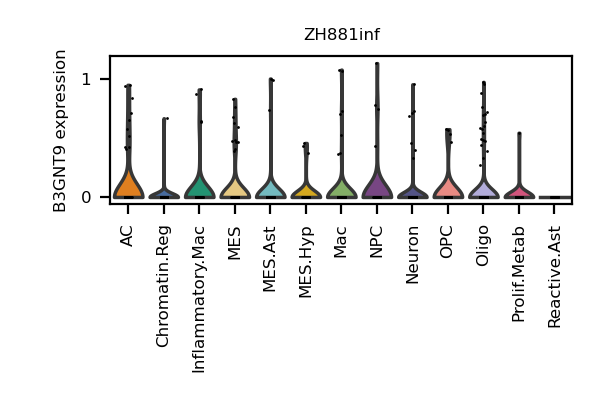 ZH881inf
B3GNT9 expression
1
0
AC
Chromatin.Reg
Inflammatory.Mac
MES
MES.Ast
MES.Hyp
Mac
NPC
Neuron
OPC
Oligo
Prolif.Metab
Reactive.Ast